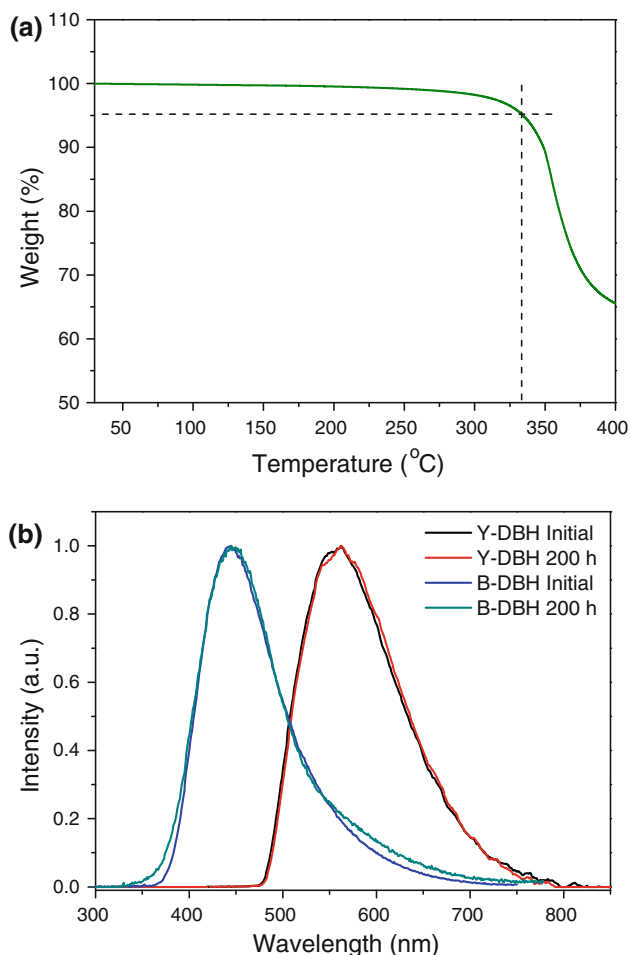 (a)
110
100
90
80
70
60
50
Weight (%)
50 100 150 200 250 300 350 400
Temperature (°C)
(b)
Y-DBH Initial
Y-DBH 200 h
B-DBH Initial
B-DBH 200 h
1.0
0.8
0.6
0.4
0.2
0.0
Intensity (a.u.)
300 400 500 600 700 800
Wavelength (nm)